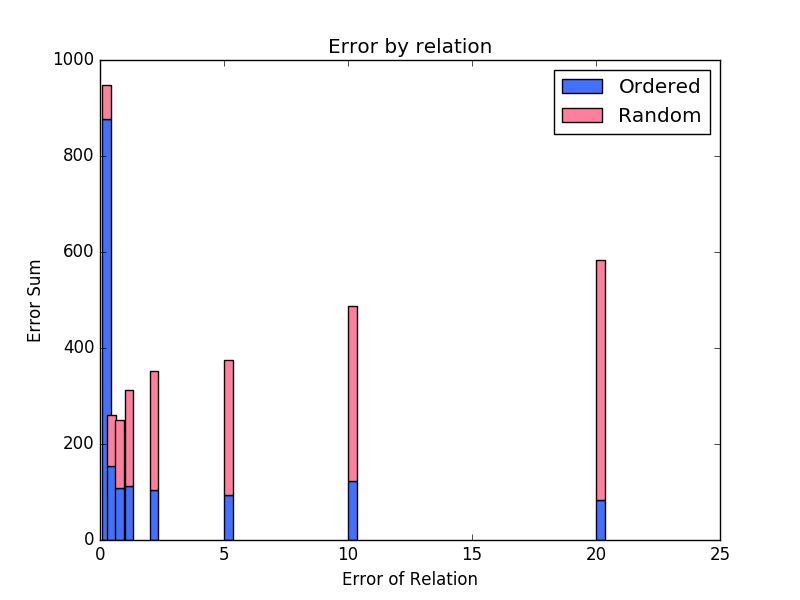 Error by relation
Ordered
Random
Error Sum
1000
800
600
400
200
0
0 5 10 15 20 25
Error of Relation